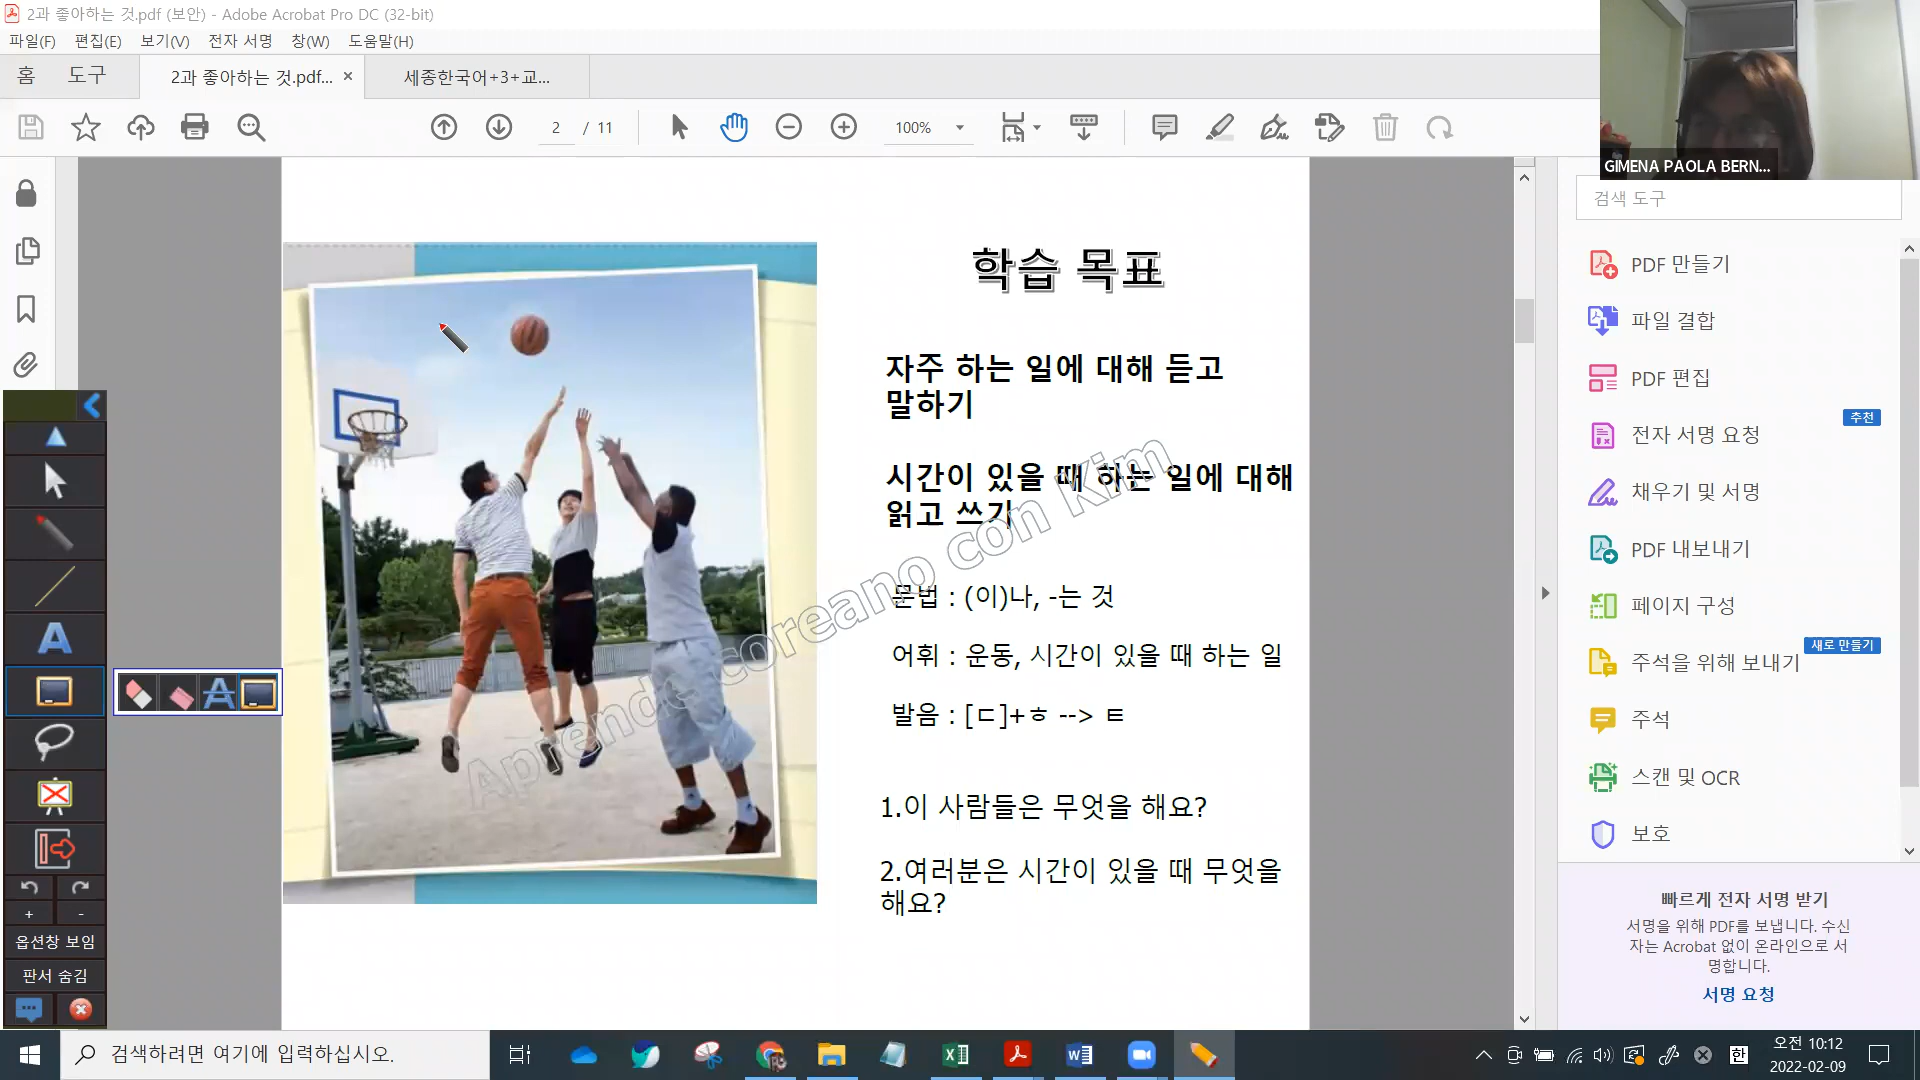 2과 좋아하는 것.pdf (보안) - Adobe Acrobat Pro DC (32-bit)
파일(F) 편집(E) 보기(V) 전자 서명 창(W) 도움말(H)
홈 도구 2과 좋아하는 것.pdf... × 세종한국어+3+교...
2 / 11 100%
GIMENA PAOLA BERN...
검색 도구
학습 목표
자주 하는 일에 대해 듣고
말하기
시간이 있을 때 하는 일에 대해
읽고 쓰기
문법 : (이)나, -는 것
어휘 : 운동, 시간이 있을 때 하는 일
발음 : [ㄷ]+ㅎ --> ㅌ
1.이 사람들은 무엇을 해요?
2.여러분은 시간이 있을 때 무엇을
해요?
Aprende coreano con Kim
PDF 만들기
파일 결합
PDF 편집
추천
전자 서명 요청
채우기 및 서명
PDF 내보내기
페이지 구성
새로 만들기
주석을 위해 보내기
주석
스캔 및 OCR
보호
빠르게 전자 서명 받기
서명을 위해 PDF를 보냅니다. 수신
자는 Acrobat 없이 온라인으로 서
명합니다.
서명 요청
A
A
+ -
옵션창 보임
판서 숨김
검색하려면 여기에 입력하십시오.
한
오전 10:12
2022-02-09